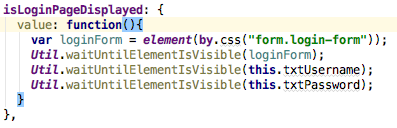 isLoginPageDisplayed: {
  value: function(){
    var loginForm = element(by.css("form.login-form"));
    Util.waitUntilElementIsVisible(loginForm);
    Util.waitUntilElementIsVisible(this.txtUsername);
    Util.waitUntilElementIsVisible(this.txtPassword);
  }
},